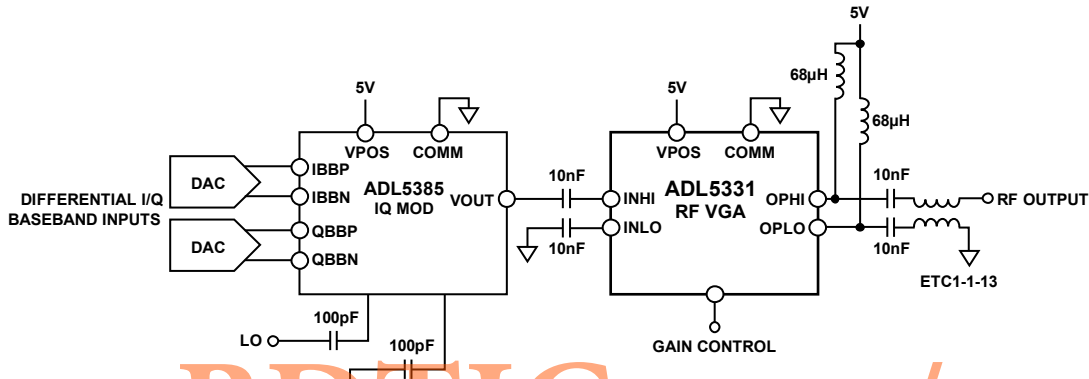 5V
68µH
5V
5V
68µH
VPOS
COMM
VPOS
COMM
IBBP
DAC
ADL5385
10nF
ADL5331
10nF
IBBN
IQ MOD
VOUT
INHI
RF VGA
OPHI
RF OUTPUT
DIFFERENTIAL I/Q
BASEBAND INPUTS
QBBP
INLO
OPLO
DAC
10nF
10nF
QBBN
ETC1-1-13
100pF
LO
100pF
GAIN CONTROL